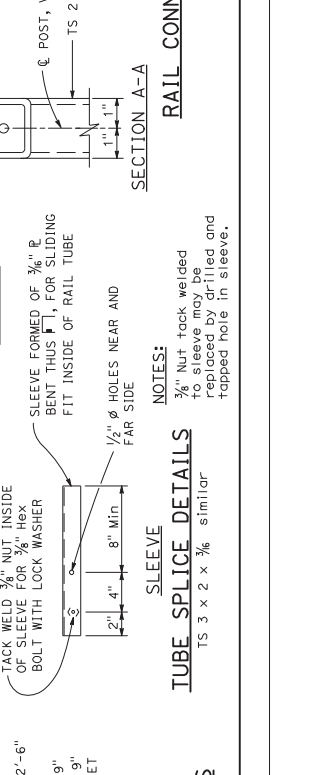 TACK WELD 3/8" NUT INSIDE
OF SLEEVE FOR 3/8" Hex
BOLT WITH LOCK WASHER
SLEEVE FORMED OF 3/16" ℞
BENT THUS, FOR SLIDING
FIT INSIDE OF RAIL TUBE
1/2" Ø HOLES NEAR AND
FAR SIDE
2" 4" 8" Min
SLEEVE
TUBE SPLICE DETAILS
TS 3 x 2 x 3/16 similar
NOTES:
3/8" Nut tack welded
to sleeve may be
replaced by drilled and
tapped hole in sleeve.
℄ POST,
TS 2
1" 1"
SECTION A-A
RAIL CONN
2'-6"
9"
9"
ET
S